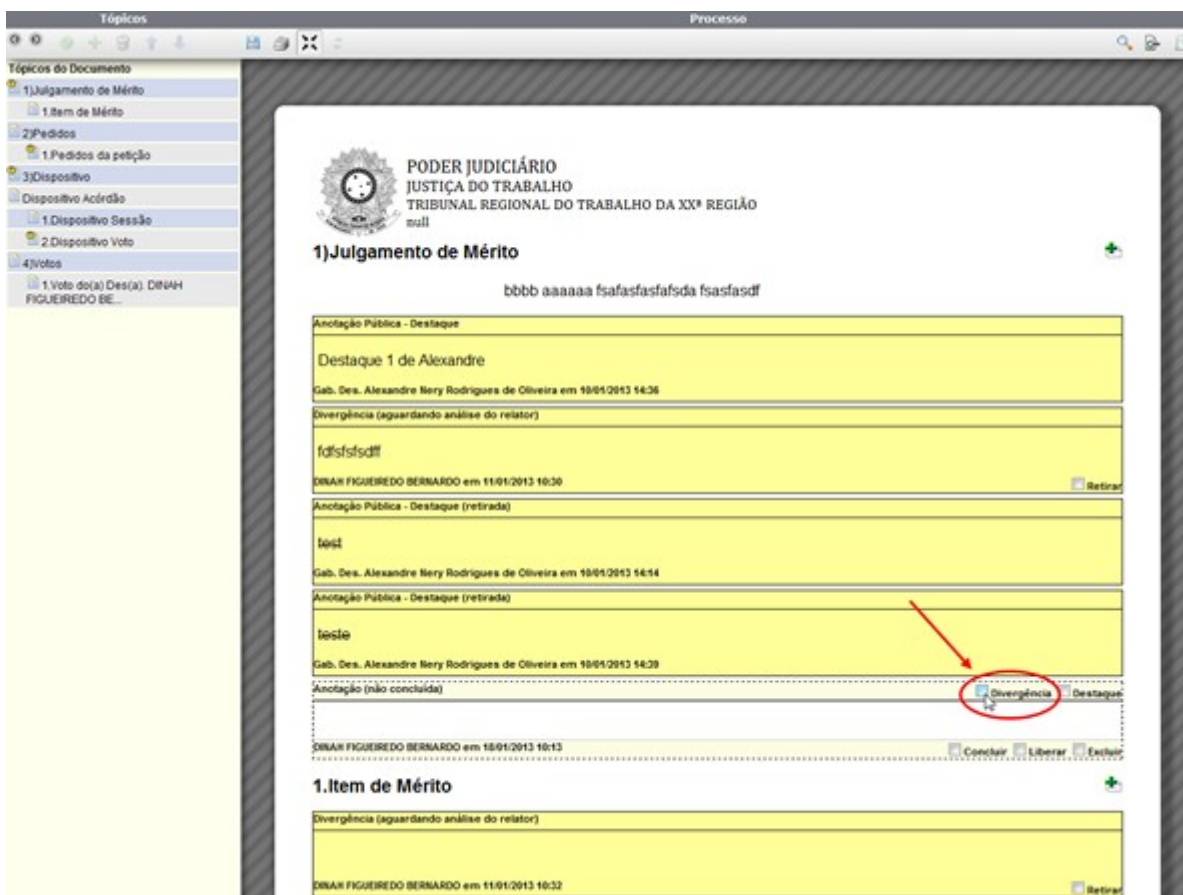 Tópicos
Processo
Tópicos do Documento
1)Julgamento de Mérito
1.Item de Mérito
2)Pedidos
1.Pedidos da petição
3)Dispositivo
Dispositivo Acórdão
1.Dispositivo Sessão
2.Dispositivo Voto
4)Votos
1.Voto do(a) Des(a). DINAH
FIGUEIREDO BE...
PODER JUDICIÁRIO
JUSTIÇA DO TRABALHO
TRIBUNAL REGIONAL DO TRABALHO DA XXª REGIÃO
null
1)Julgamento de Mérito
bbbb aaaaaa fsafasfasfafsda fsasfasdf
Anotação Pública - Destaque
Destaque 1 de Alexandre
Gab. Des. Alexandre Nery Rodrigues de Oliveira em 10/01/2013 14:36
Divergência (aguardando análise do relator)
fdfsfsfsdff
DINAH FIGUEIREDO BERNARDO em 11/01/2013 10:30
Retirar
Anotação Pública - Destaque (retirada)
test
Gab. Des. Alexandre Nery Rodrigues de Oliveira em 10/01/2013 14:14
Anotação Pública - Destaque (retirada)
teste
Gab. Des. Alexandre Nery Rodrigues de Oliveira em 10/01/2013 14:39
Anotação (não concluída)
Divergência Destaque
DINAH FIGUEIREDO BERNARDO em 18/01/2013 10:13
Concluir Liberar Excluir
1.Item de Mérito
Divergência (aguardando análise do relator)
DINAH FIGUEIREDO BERNARDO em 11/01/2013 10:32
Retirar